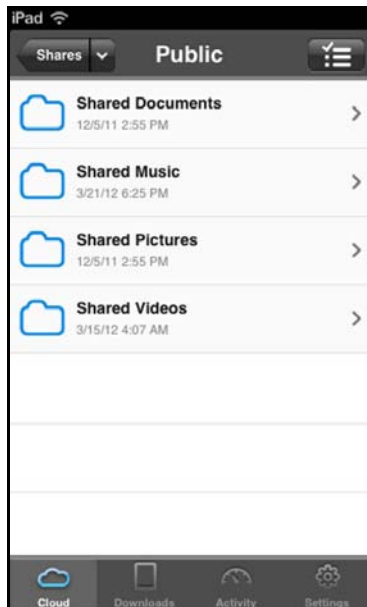 iPad
Shares Public
Shared Documents
12/5/11 2:55 PM
Shared Music
3/21/12 6:25 PM
Shared Pictures
12/5/11 2:55 PM
Shared Videos
3/15/12 4:07 AM
Cloud Downloads Activity Settings